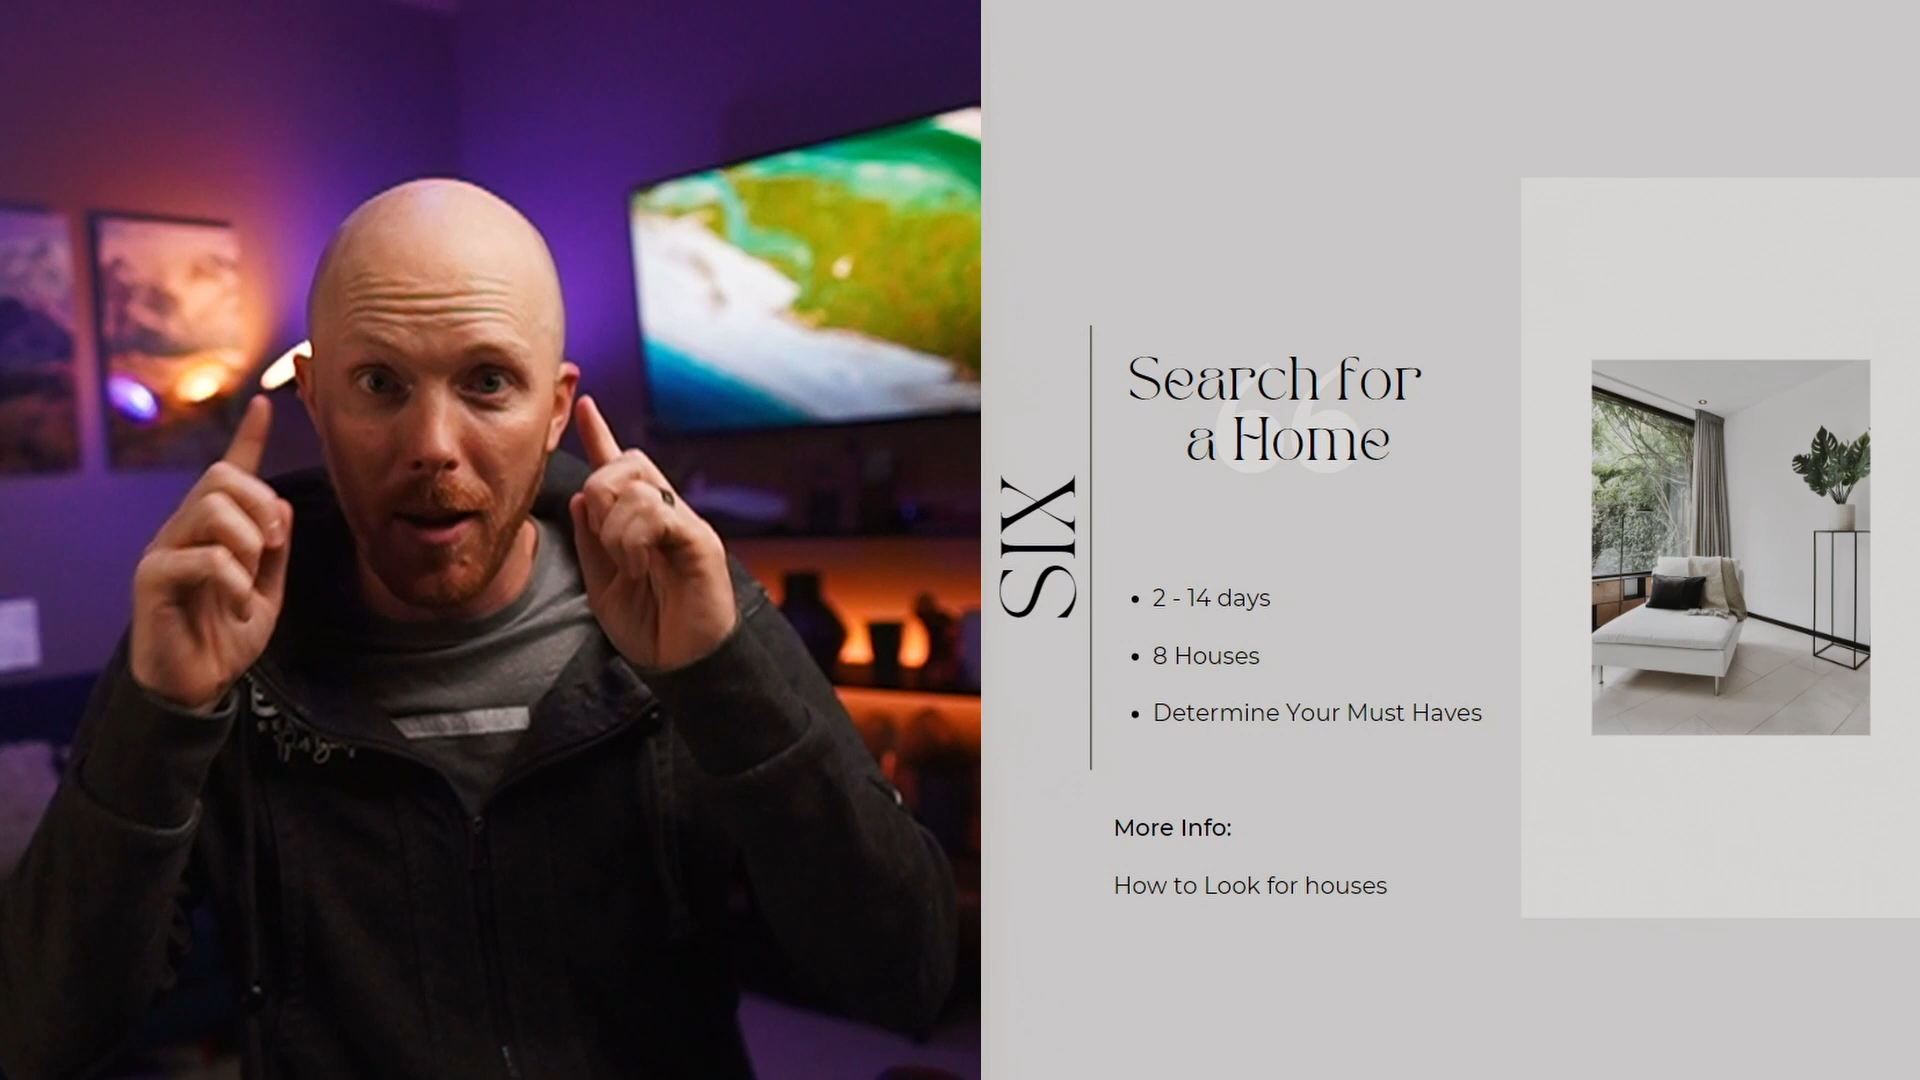 SIX
Search for
a Home
2 - 14 days
8 Houses
Determine Your Must Haves
More Info:
How to Look for houses